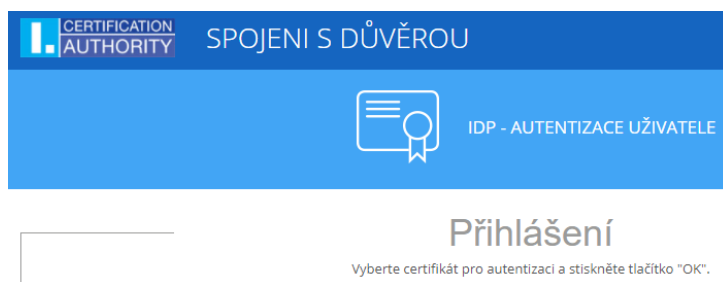 I. CERTIFICATION
AUTHORITY
SPOJENI S DŮVĚROU
IDP - AUTENTIZACE UŽIVATELE
Přihlášení
Vyberte certifikát pro autentizaci a stiskněte tlačítko "OK".